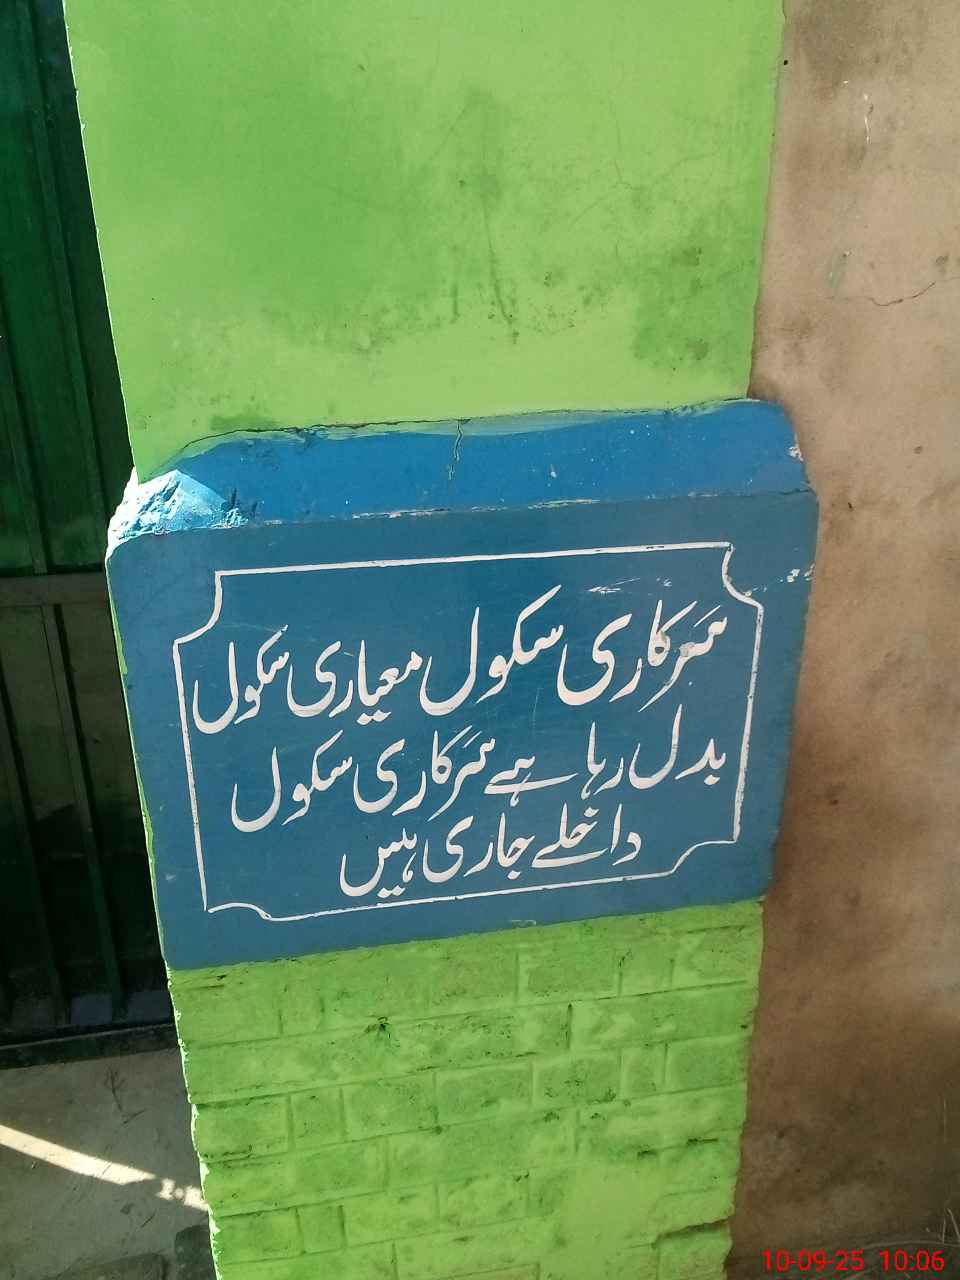 سرکاری سکول معیاری سکول
بدل رہا ہے سرکاری سکول
داخلے جاری ہیں
10-09-25 10:06